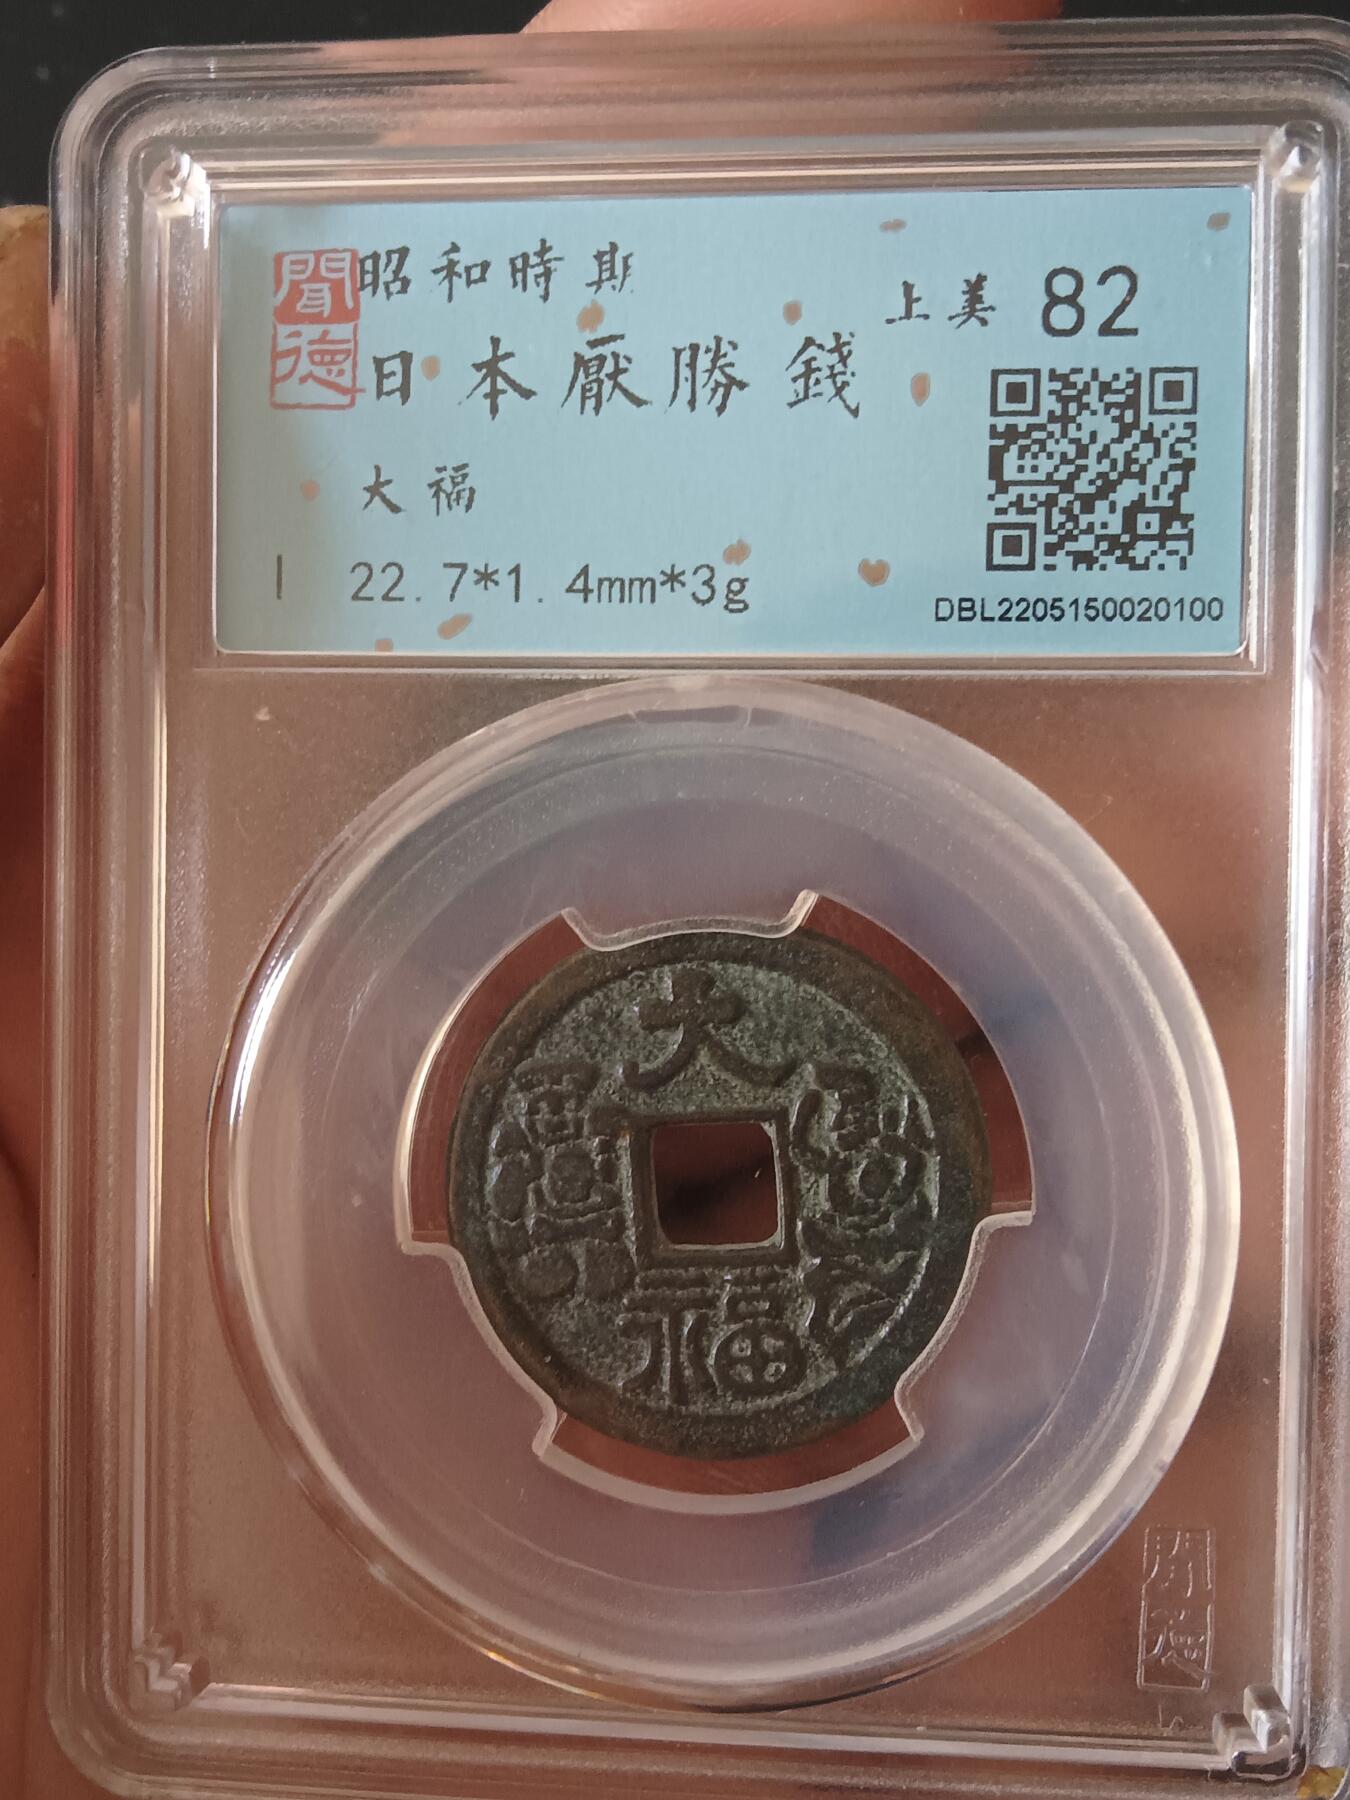 聞德
昭和時期
日本厭勝錢
大福
上美 82
I 22.7*1.4mm*3g
DBL2205150020100
大
福
聞德